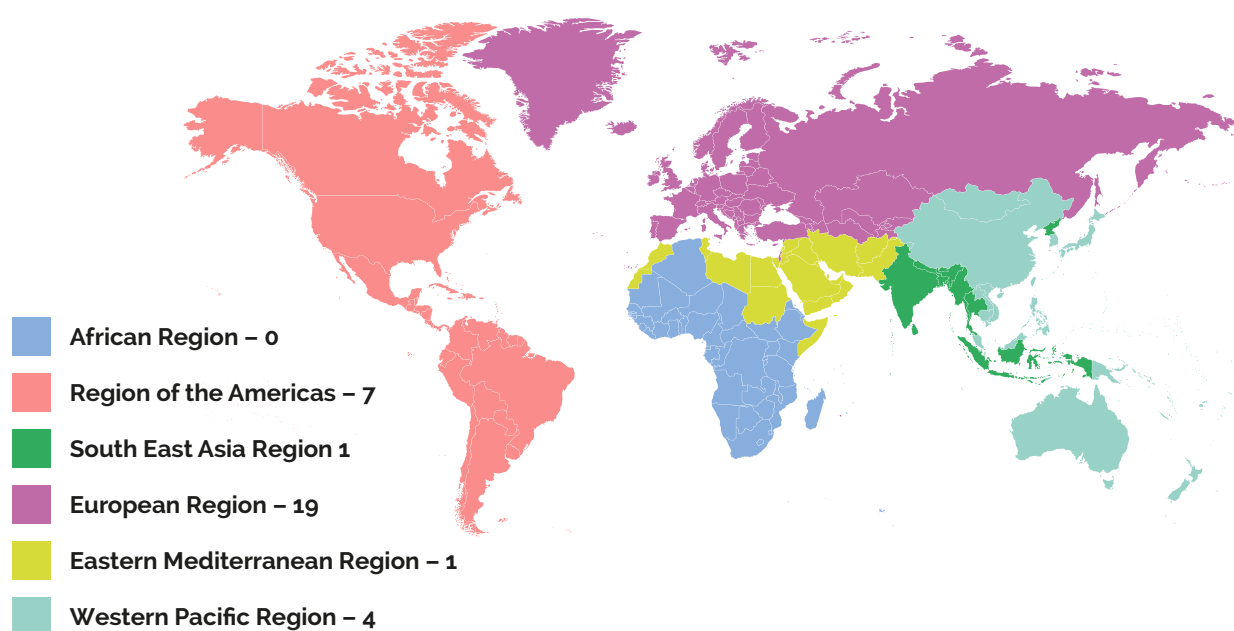 African Region – 0
Region of the Americas – 7
South East Asia Region 1
European Region – 19
Eastern Mediterranean Region – 1
Western Pacific Region – 4